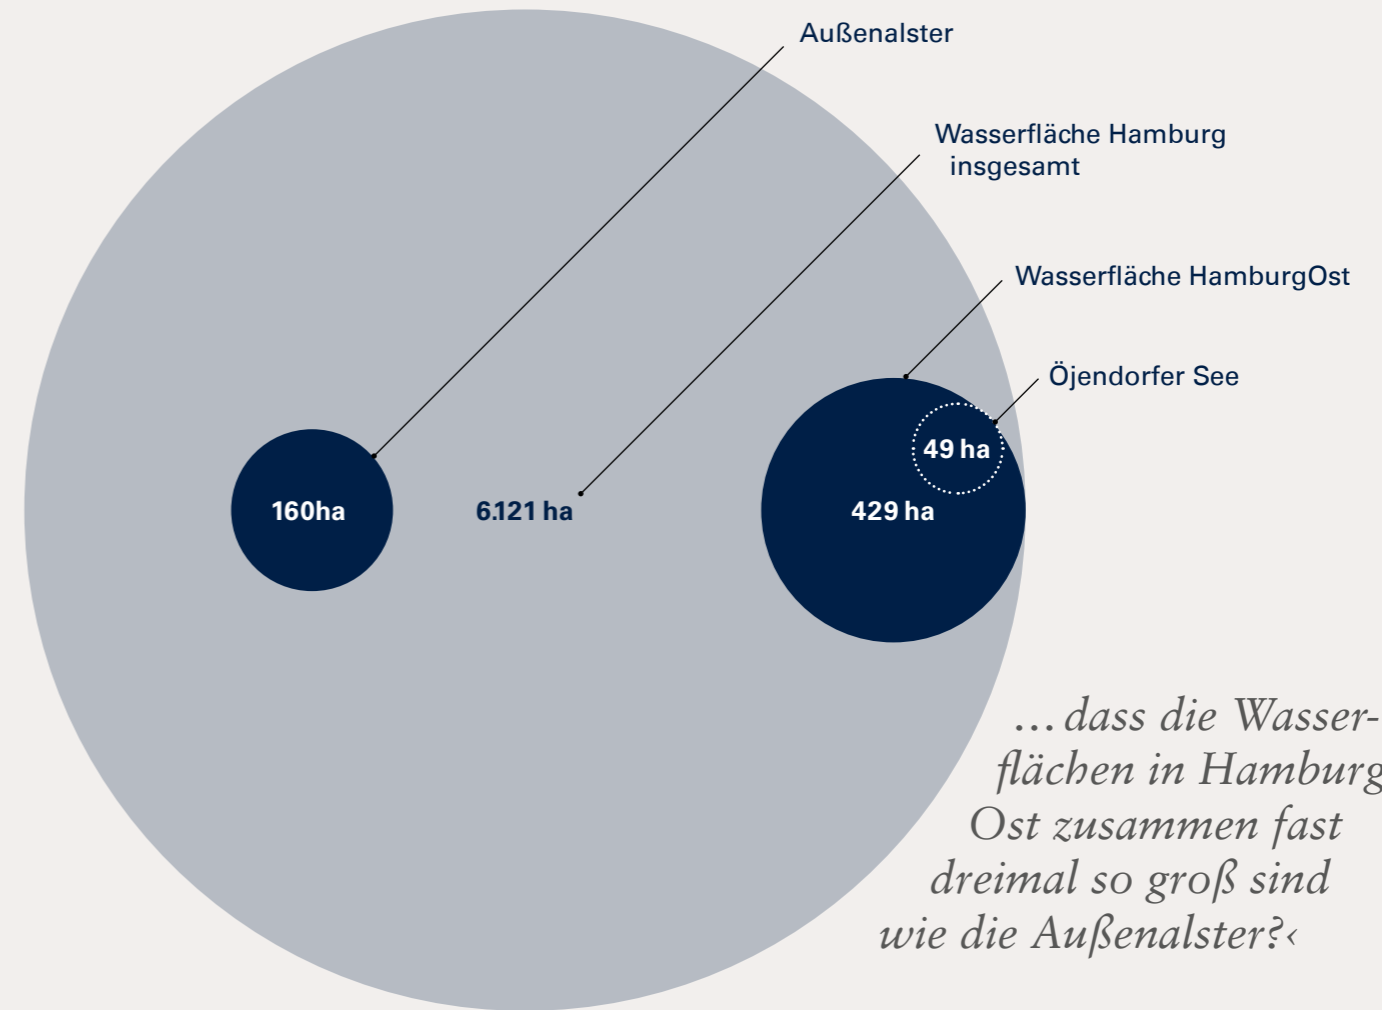 Außenalster
Wasserfläche Hamburg
insgesamt
Wasserfläche HamburgOst
Öjendorfer See
49 ha
160ha
6.121 ha
429 ha
…dass die Wasser-
flächen in Hamburg
Ost zusammen fast
dreimal so groß sind
wie die Außenalster?‹